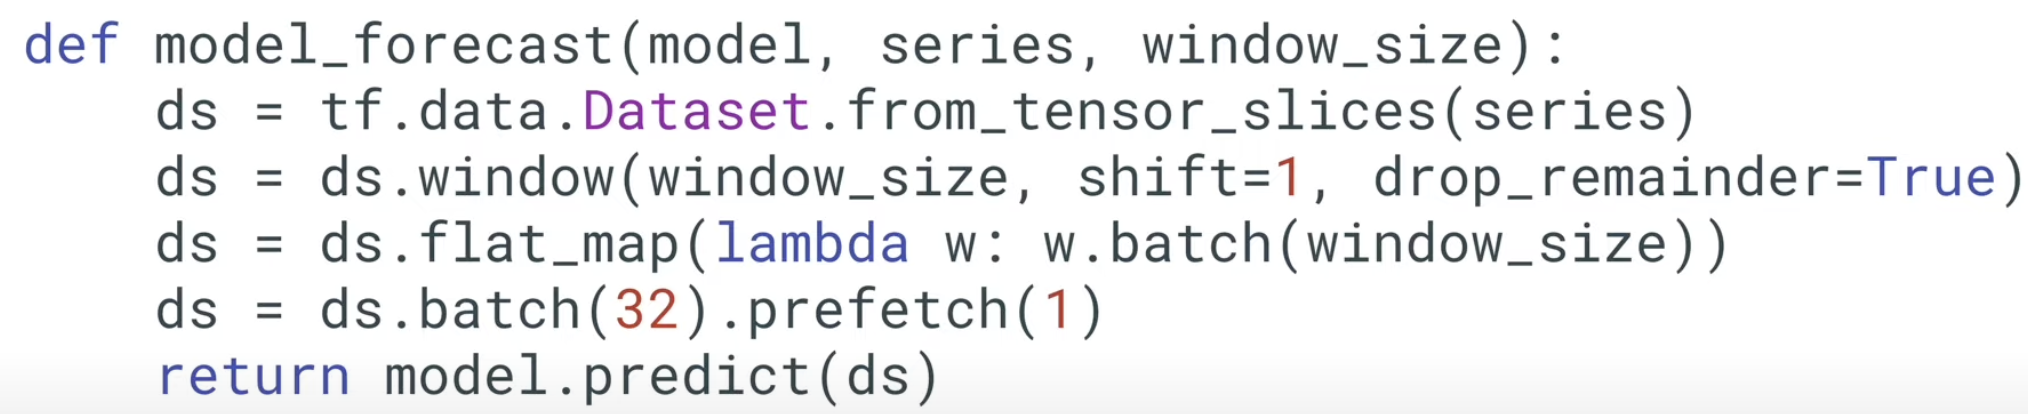 def model_forecast(model, series, window_size):
    ds = tf.data.Dataset.from_tensor_slices(series)
    ds = ds.window(window_size, shift=1, drop_remainder=True)
    ds = ds.flat_map(lambda w: w.batch(window_size))
    ds = ds.batch(32).prefetch(1)
    return model.predict(ds)